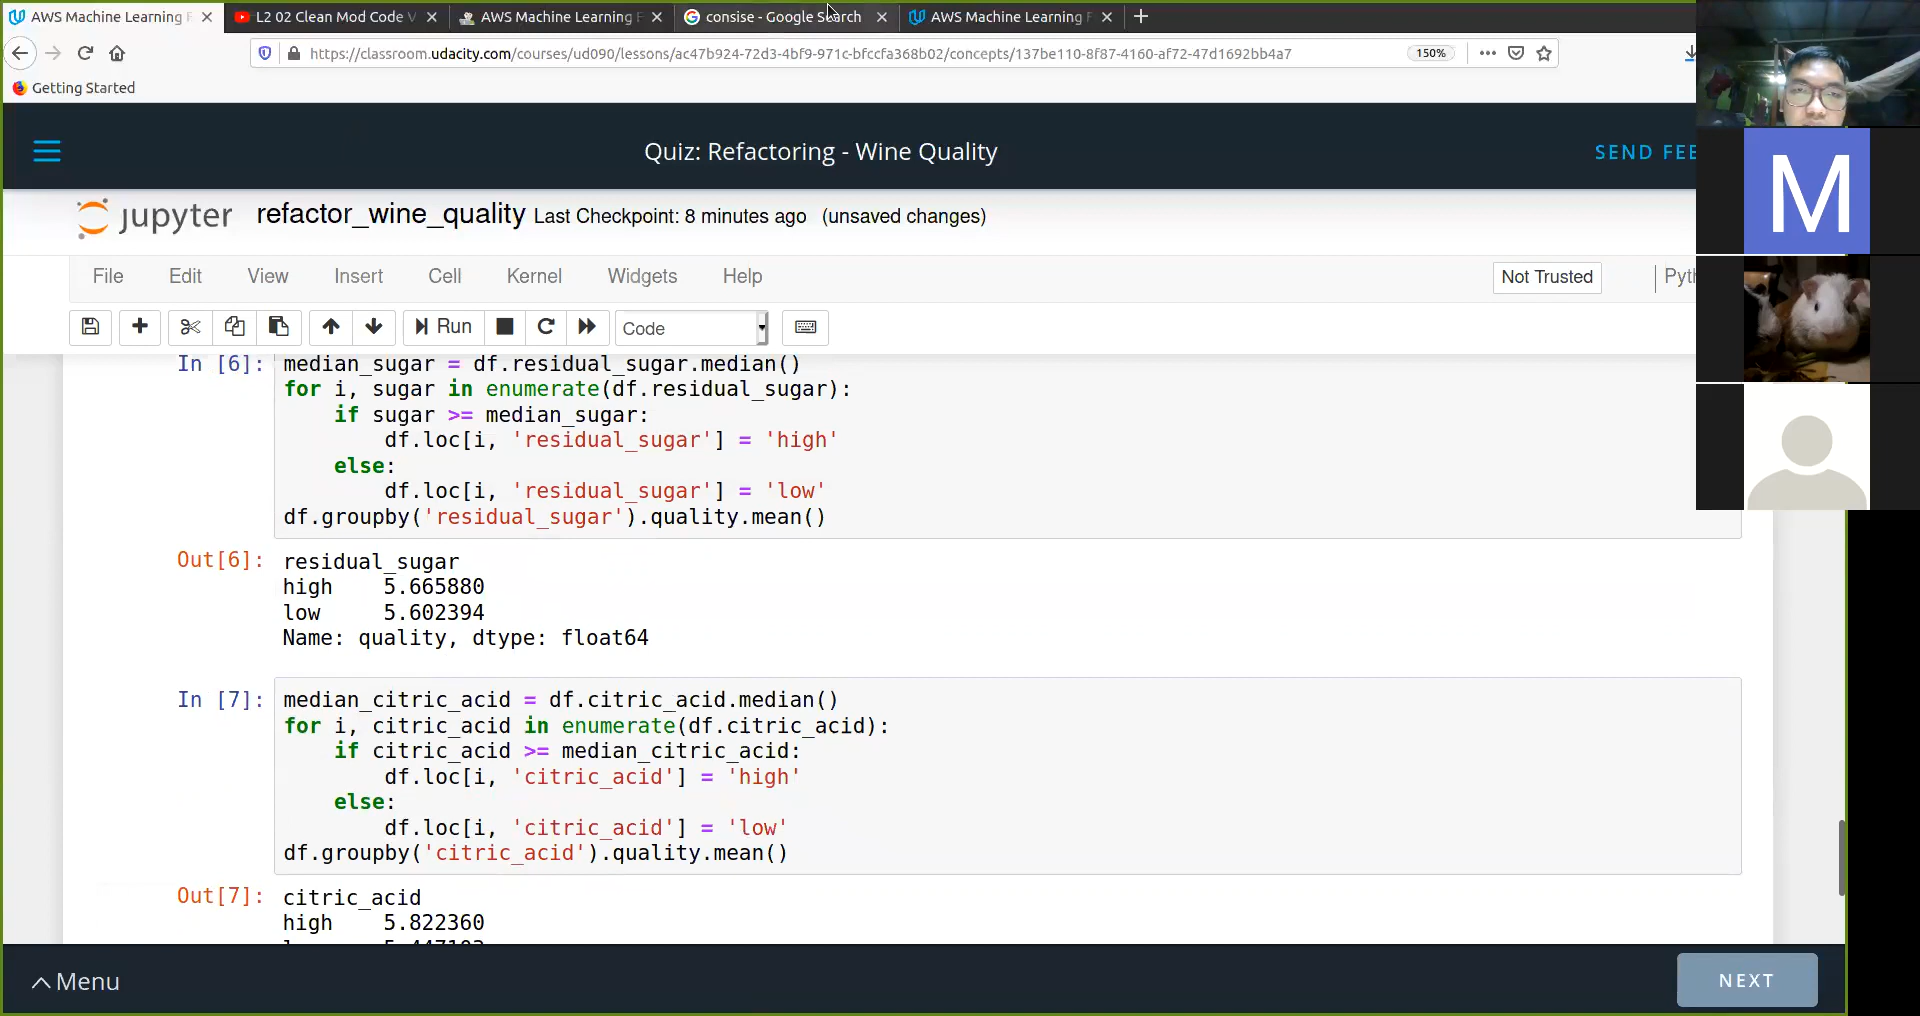 AWS Machine Learning
L2 02 Clean Mod Code V
AWS Machine Learning F
consise - Google Search
AWS Machine Learning F
https://classroom.udacity.com/courses/ud090/lessons/ac47b924-72d3-4bf9-971c-bfccfa368b02/concepts/137be110-8f87-4160-af72-47d1692bb4a7
150%
Getting Started
Quiz: Refactoring - Wine Quality
SEND FEE
M
jupyter refactor_wine_quality Last Checkpoint: 8 minutes ago (unsaved changes)
File Edit View Insert Cell Kernel Widgets Help
Not Trusted
Pyth
Run
Code
In [6]: median_sugar = df.residual_sugar.median()
for i, sugar in enumerate(df.residual_sugar):
    if sugar >= median_sugar:
        df.loc[i, 'residual_sugar'] = 'high'
    else:
        df.loc[i, 'residual_sugar'] = 'low'
df.groupby('residual_sugar').quality.mean()
Out[6]: residual_sugar
high    5.665880
low     5.602394
Name: quality, dtype: float64
In [7]: median_citric_acid = df.citric_acid.median()
for i, citric_acid in enumerate(df.citric_acid):
    if citric_acid >= median_citric_acid:
        df.loc[i, 'citric_acid'] = 'high'
    else:
        df.loc[i, 'citric_acid'] = 'low'
df.groupby('citric_acid').quality.mean()
Out[7]: citric_acid
high    5.822360
Menu
NEXT